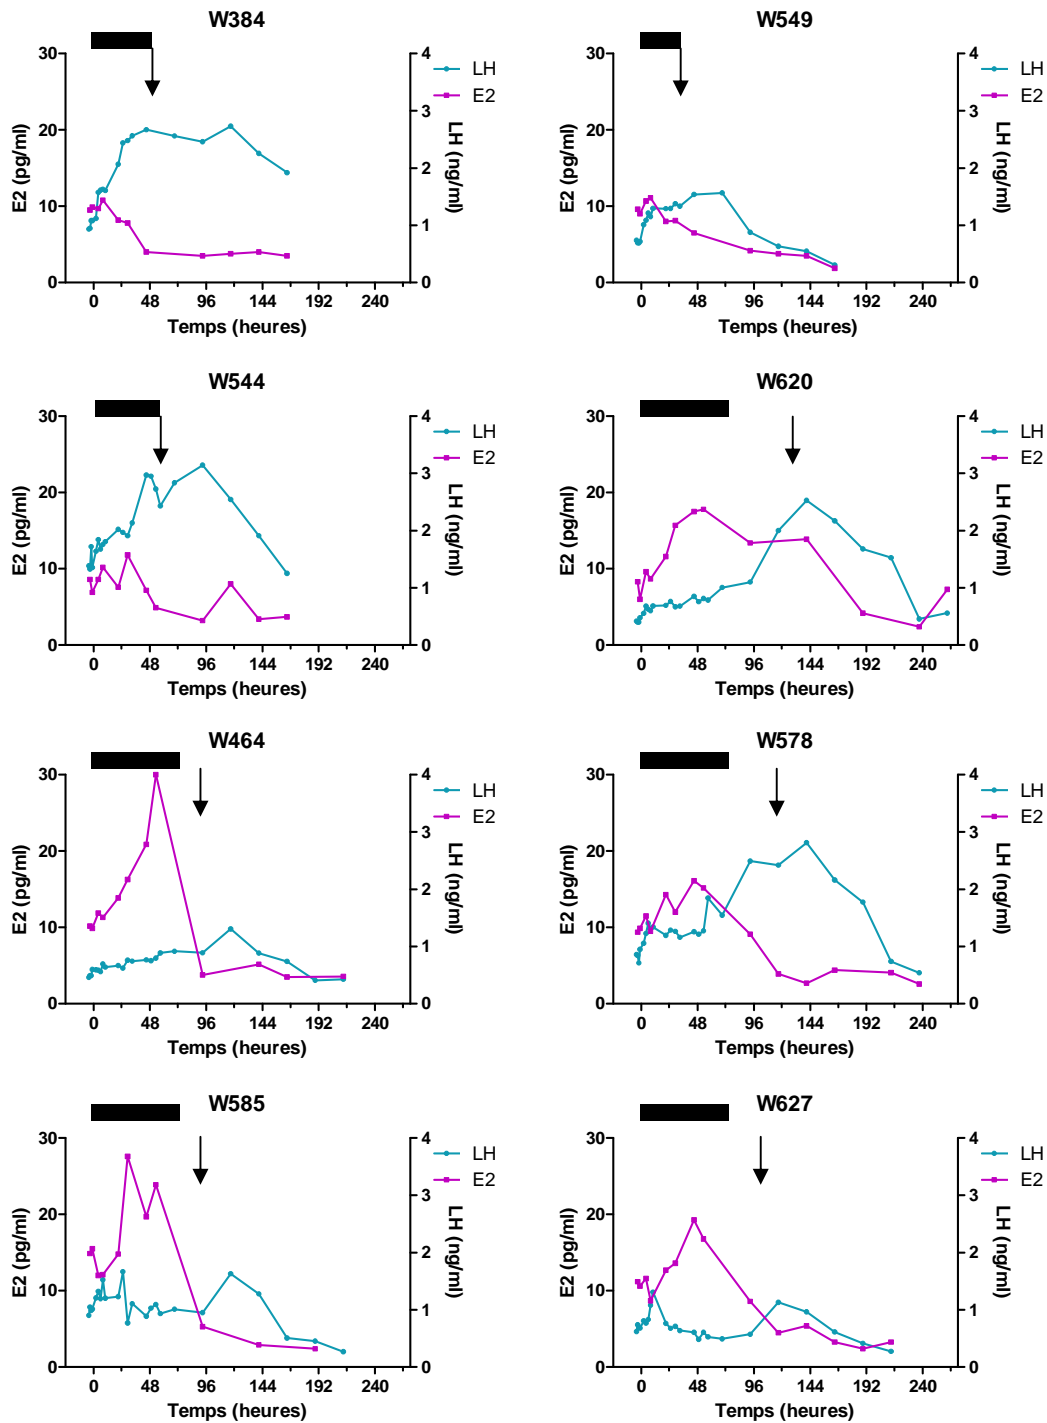 W384
30
20
10
0
E2 (pg/ml)
4
3
2
1
0
LH (ng/ml)
LH
E2
0 48 96 144 192 240
Temps (heures)
W549
30
20
10
0
E2 (pg/ml)
4
3
2
1
0
LH (ng/ml)
LH
E2
0 48 96 144 192 240
Temps (heures)
W544
30
20
10
0
E2 (pg/ml)
4
3
2
1
0
LH (ng/ml)
LH
E2
0 48 96 144 192 240
Temps (heures)
W620
30
20
10
0
E2 (pg/ml)
4
3
2
1
0
LH (ng/ml)
LH
E2
0 48 96 144 192 240
Temps (heures)
W464
30
20
10
0
E2 (pg/ml)
4
3
2
1
0
LH (ng/ml)
LH
E2
0 48 96 144 192 240
Temps (heures)
W578
30
20
10
0
E2 (pg/ml)
4
3
2
1
0
LH (ng/ml)
LH
E2
0 48 96 144 192 240
Temps (heures)
W585
30
20
10
0
E2 (pg/ml)
4
3
2
1
0
LH (ng/ml)
LH
E2
0 48 96 144 192 240
Temps (heures)
W627
30
20
10
0
E2 (pg/ml)
4
3
2
1
0
LH (ng/ml)
LH
E2
0 48 96 144 192 240
Temps (heures)